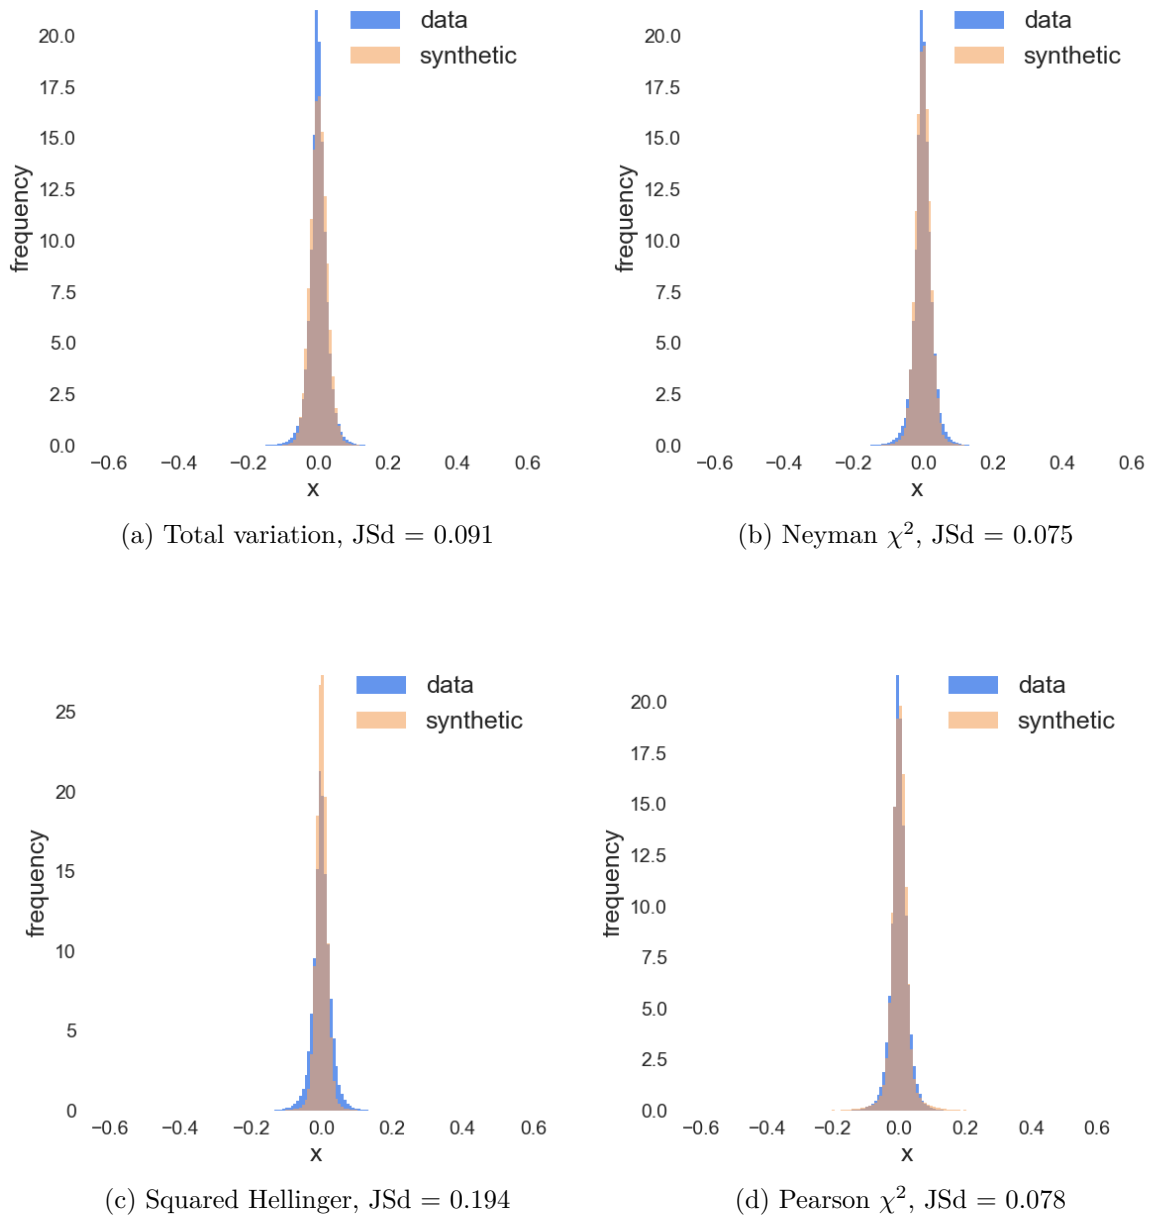 data
synthetic
frequency
20.0
17.5
15.0
12.5
10.0
7.5
5.0
2.5
0.0
−0.6 −0.4 −0.2 0.0 0.2 0.4 0.6
x
(a) Total variation, JSd = 0.091
data
synthetic
frequency
20.0
17.5
15.0
12.5
10.0
7.5
5.0
2.5
0.0
−0.6 −0.4 −0.2 0.0 0.2 0.4 0.6
x
(b) Neyman χ², JSd = 0.075
data
synthetic
frequency
25
20
15
10
5
0
−0.6 −0.4 −0.2 0.0 0.2 0.4 0.6
x
(c) Squared Hellinger, JSd = 0.194
data
synthetic
frequency
20.0
17.5
15.0
12.5
10.0
7.5
5.0
2.5
0.0
−0.6 −0.4 −0.2 0.0 0.2 0.4 0.6
x
(d) Pearson χ², JSd = 0.078